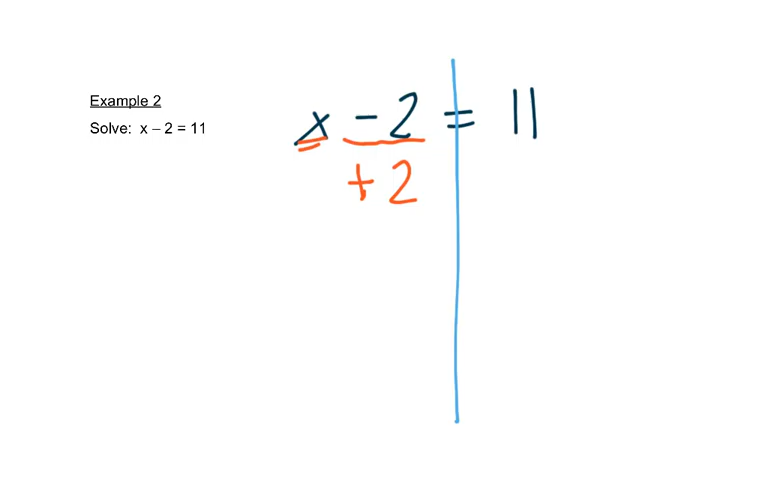 Example 2
Solve: x – 2 = 11
x - 2 = 11
+ 2